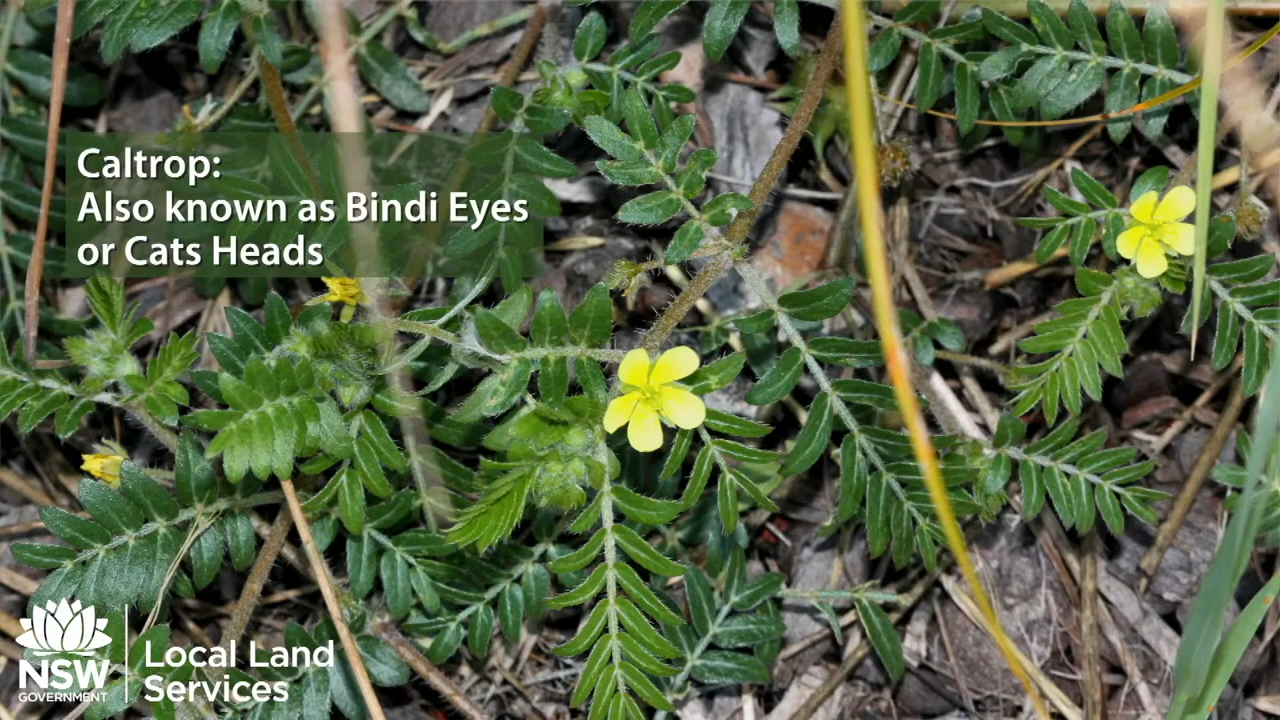 Caltrop:
Also known as Bindi Eyes
or Cats Heads
NSW
GOVERNMENT
Local Land
Services